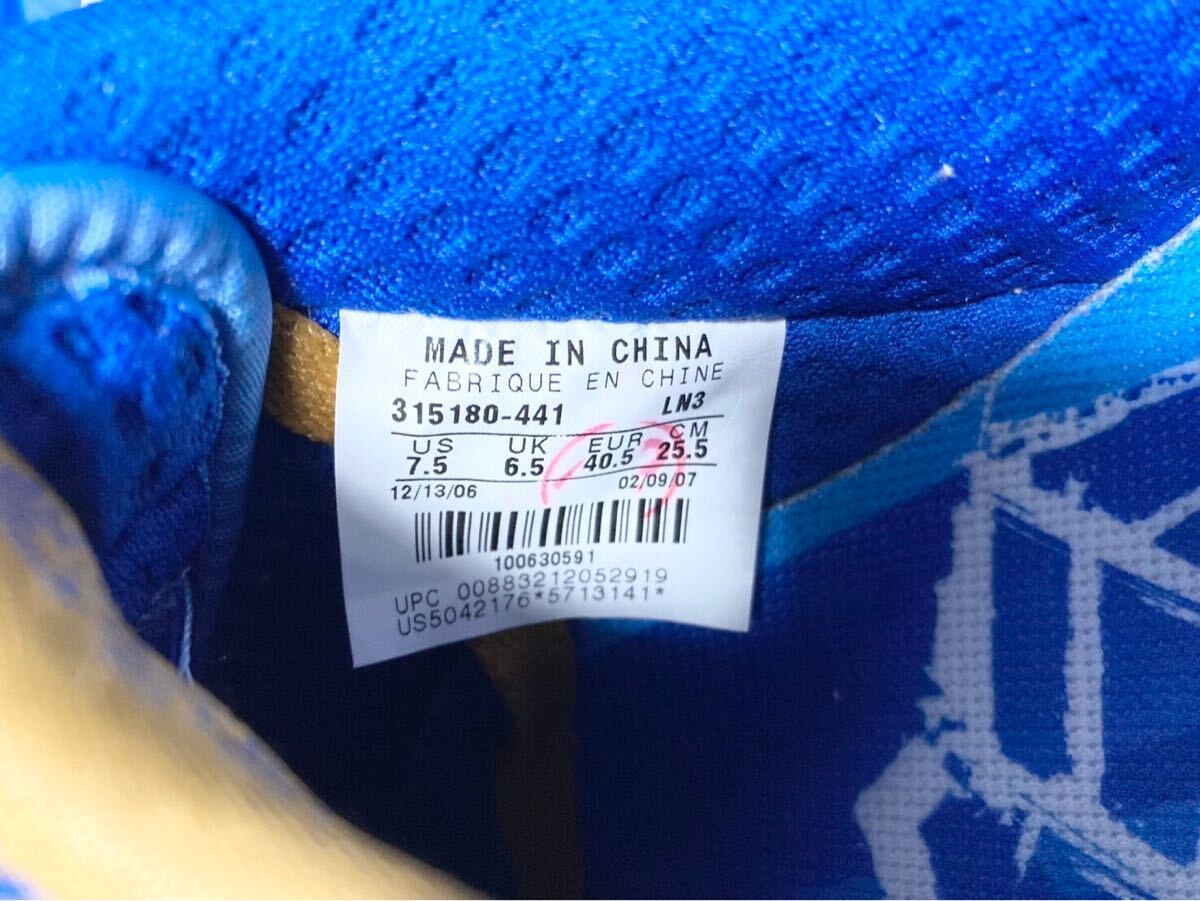 MADE IN CHINA
FABRIQUE EN CHINE
315180-441 LN3
US UK EUR CM
7.5 6.5 40.5 25.5
12/13/06 02/09/07
100630591
UPC 00883212052919
US5042176*5713141*